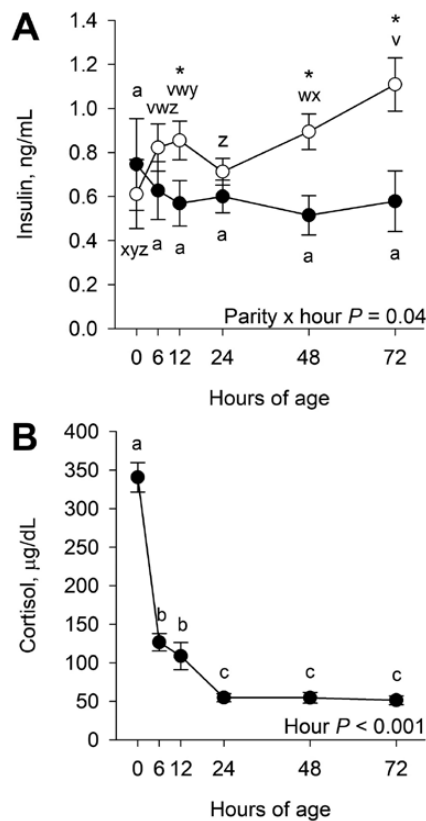 A
1.4
1.2
1.0
0.8
0.6
0.4
0.2
0.0
Insulin, ng/mL
a
vwz
*
vwy
z
*
wx
*
v
xyz
a
a
a
a
a
Parity x hour P = 0.04
0 6 12 24 48 72
Hours of age
B
400
350
300
250
200
150
100
50
0
Cortisol, µg/dL
a
b
b
c
c
c
Hour P < 0.001
0 6 12 24 48 72
Hours of age